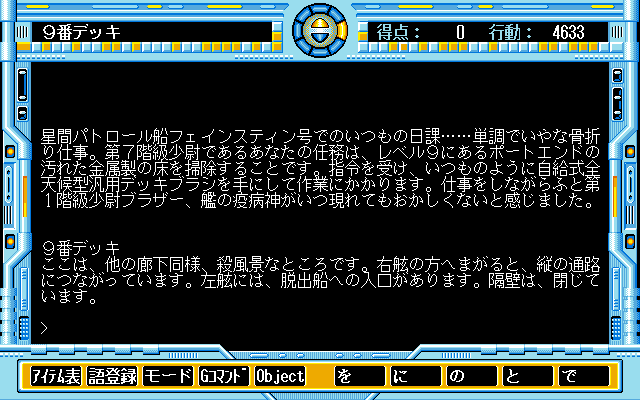 9番デッキ 得点： 0 行動： 4633
星間パトロール船フェインスティン号でのいつもの日課……単調でいやな骨折
り仕事。第7階級少尉であるあなたの任務は、レベル9にあるポートエンドの
汚れた金属製の床を掃除することです。指令を受け、いつものように自給式全
天候型汎用デッキブラシを手にして作業にかかります。仕事をしながらふと第
1階級少尉ブラザー、艦の疫病神がいつ現れてもおかしくないと感じました。
9番デッキ
ここは、他の廊下同様、殺風景なところです。右舷の方へまがると、縦の通路
につながっています。左舷には、脱出船への入口があります。隔壁は、閉じて
います。
>
ｱｲﾃﾑ表 語登録 モード Gｺﾏﾝﾄﾞ Object を に の と で